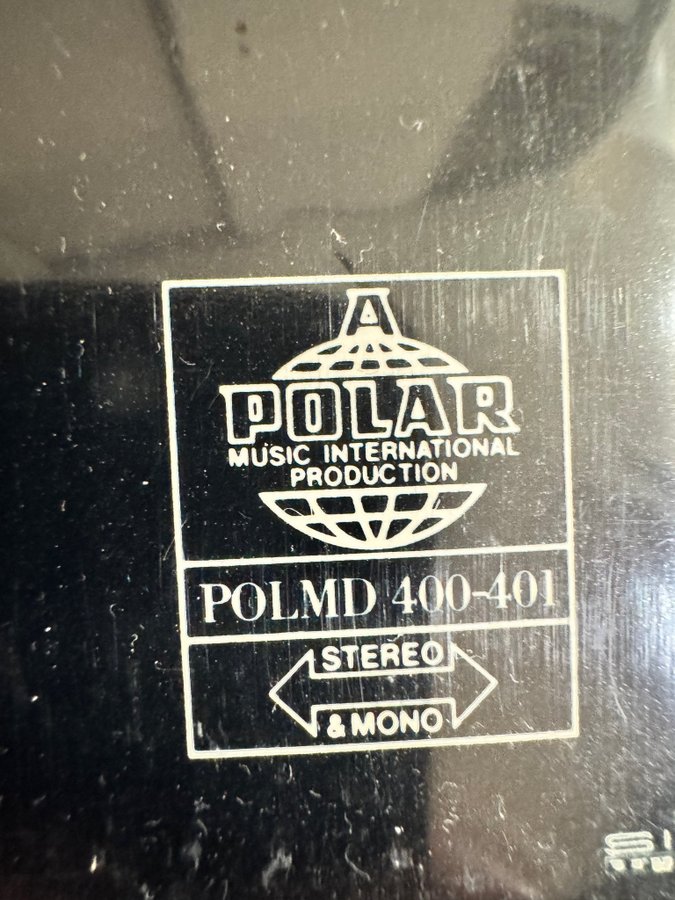 A
POLAR
MUSIC INTERNATIONAL
PRODUCTION
POLMD 400-401
STEREO
& MONO